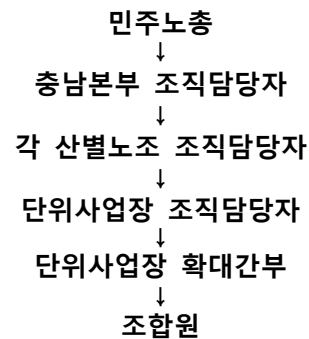 민주노총
↓
충남본부 조직담당자
↓
각 산별노조 조직담당자
↓
단위사업장 조직담당자
↓
단위사업장 확대간부
↓
조합원